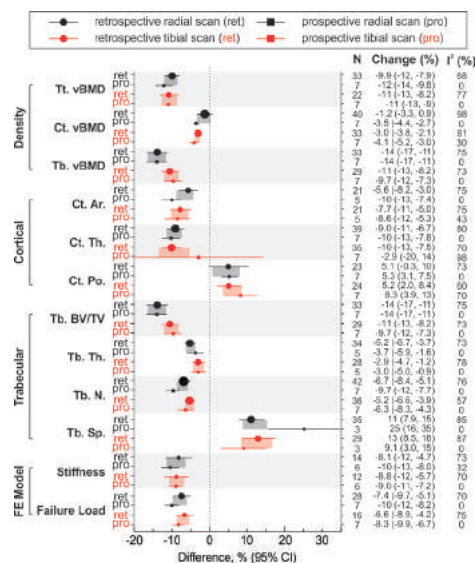 retrospective radial scan (ret) prospective radial scan (pro)
retrospective tibial scan (ret) prospective tibial scan (pro)
N Change (%) I² (%)
Density
Tt. vBMD
ret 33 -9.9 (-12, -7.9) 68
pro 7 -12 (-14, -9.8) 0
ret 22 -11 (-13, -8.2) 77
pro 7 -11 (-13, -9) 0
Ct. vBMD
ret 40 -1.2 (-3.3, 0.9) 98
pro 7 -3.5 (-4.4, -2.7) 0
ret 33 -3.0 (-3.8, -2.1) 81
pro 7 -4.1 (-5.2, -3.0) 30
Tb. vBMD
ret 33 -14 (-17, -11) 75
pro 7 -14 (-17, -11) 0
ret 29 -11 (-13, -8.2) 73
pro 7 -9.7 (-12, -7.3) 0
Cortical
Ct. Ar.
ret 21 -5.6 (-8.2, -3.0) 75
pro 5 -10 (-13, -7.4) 0
ret 21 -7.7 (-11, -5.0) 75
pro 5 -8.6 (-12, -5.3) 43
Ct. Th.
ret 39 -9.0 (-11, -6.7) 80
pro 7 -10 (-13, -7.8) 0
ret 35 -10 (-13, -7.5) 70
pro 7 -2.9 (-20, 14) 98
Ct. Po.
ret 23 5.1 (-0.3, 10) 73
pro 7 5.3 (3.1, 7.5) 0
ret 24 5.2 (2.0, 8.4) 60
pro 7 8.3 (3.9, 13) 0
Trabecular
Tb. BV/TV
ret 33 -14 (-17, -11) 75
pro 7 -14 (-17, -11) 0
ret 29 -11 (-13, -8.2) 73
pro 7 -9.7 (-12, -7.3) 0
Tb. Th.
ret 34 -5.2 (-6.7, -3.7) 73
pro 5 -3.7 (-5.9, -1.6) 0
ret 28 -2.9 (-4.7, -1.2) 78
pro 5 -3.0 (-5.0, -0.9) 0
Tb. N.
ret 42 -6.7 (-8.4, -5.1) 76
pro 7 -9.7 (-12, -7.7) 0
ret 36 -5.2 (-6.6, -3.9) 57
pro 7 -6.3 (-8.3, -4.3) 0
Tb. Sp.
ret 35 11 (7.9, 15) 85
pro 3 25 (16, 35) 0
ret 29 13 (8.5, 18) 87
pro 3 9.1 (3.0, 15) 0
FE Model
Stiffness
ret 14 -8.1 (-12, -4.7) 73
pro 6 -10 (-13, -8.0) 32
ret 12 -8.8 (-12, -5.7) 70
pro 6 -9.0 (-11, -7.2) 0
Failure Load
ret 28 -7.4 (-9.7, -5.1) 70
pro 7 -10 (-12, -8.2) 0
ret 16 -6.6 (-8.9, -4.2) 75
pro 7 -8.3 (-9.9, -6.7) 0
-20 0 20
Difference, % (95% CI)